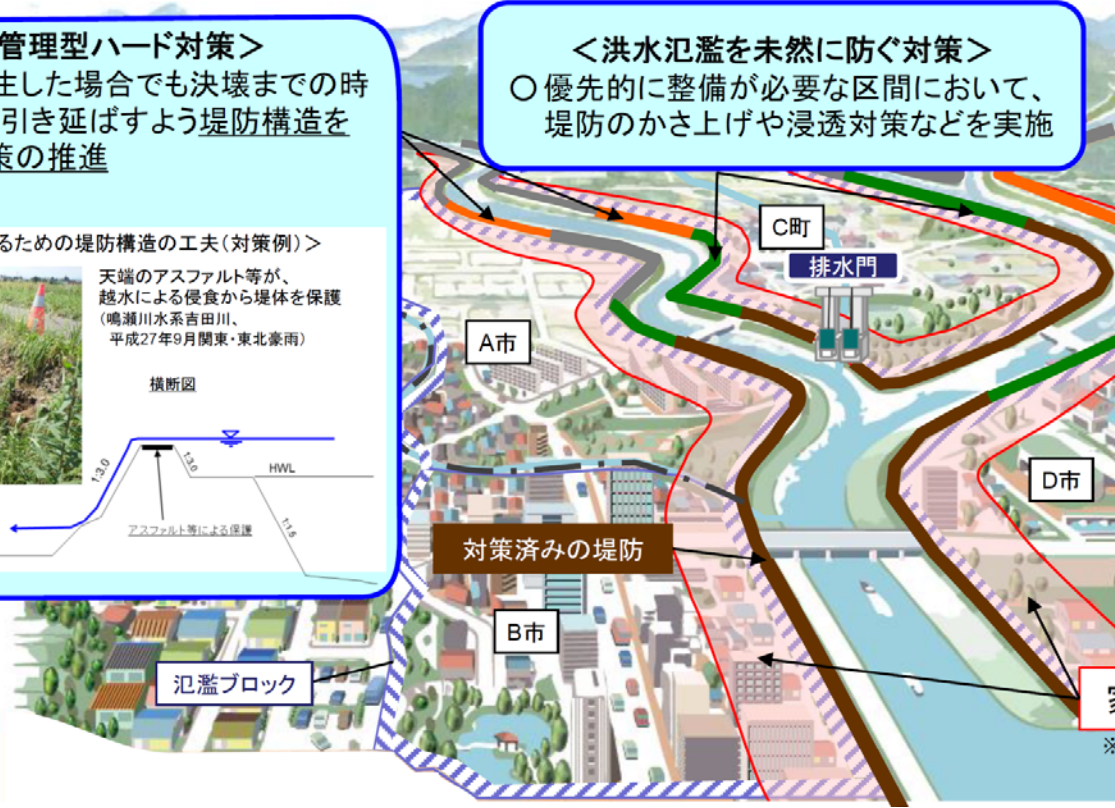 管理型ハード対策＞
生した場合でも決壊までの時
引き延ばすよう堤防構造を
策の推進
るための堤防構造の工夫(対策例)＞
天端のアスファルト等が、
越水による侵食から堤体を保護
(鳴瀬川水系吉田川、
平成27年9月関東・東北豪雨)
横断図
1:3.0
1:3.0
HWL
アスファルト等による保護
1:1.5
＜洪水氾濫を未然に防ぐ対策＞
○優先的に整備が必要な区間において、
堤防のかさ上げや浸透対策などを実施
C町
排水門
A市
D市
対策済みの堤防
B市
氾濫ブロック
※